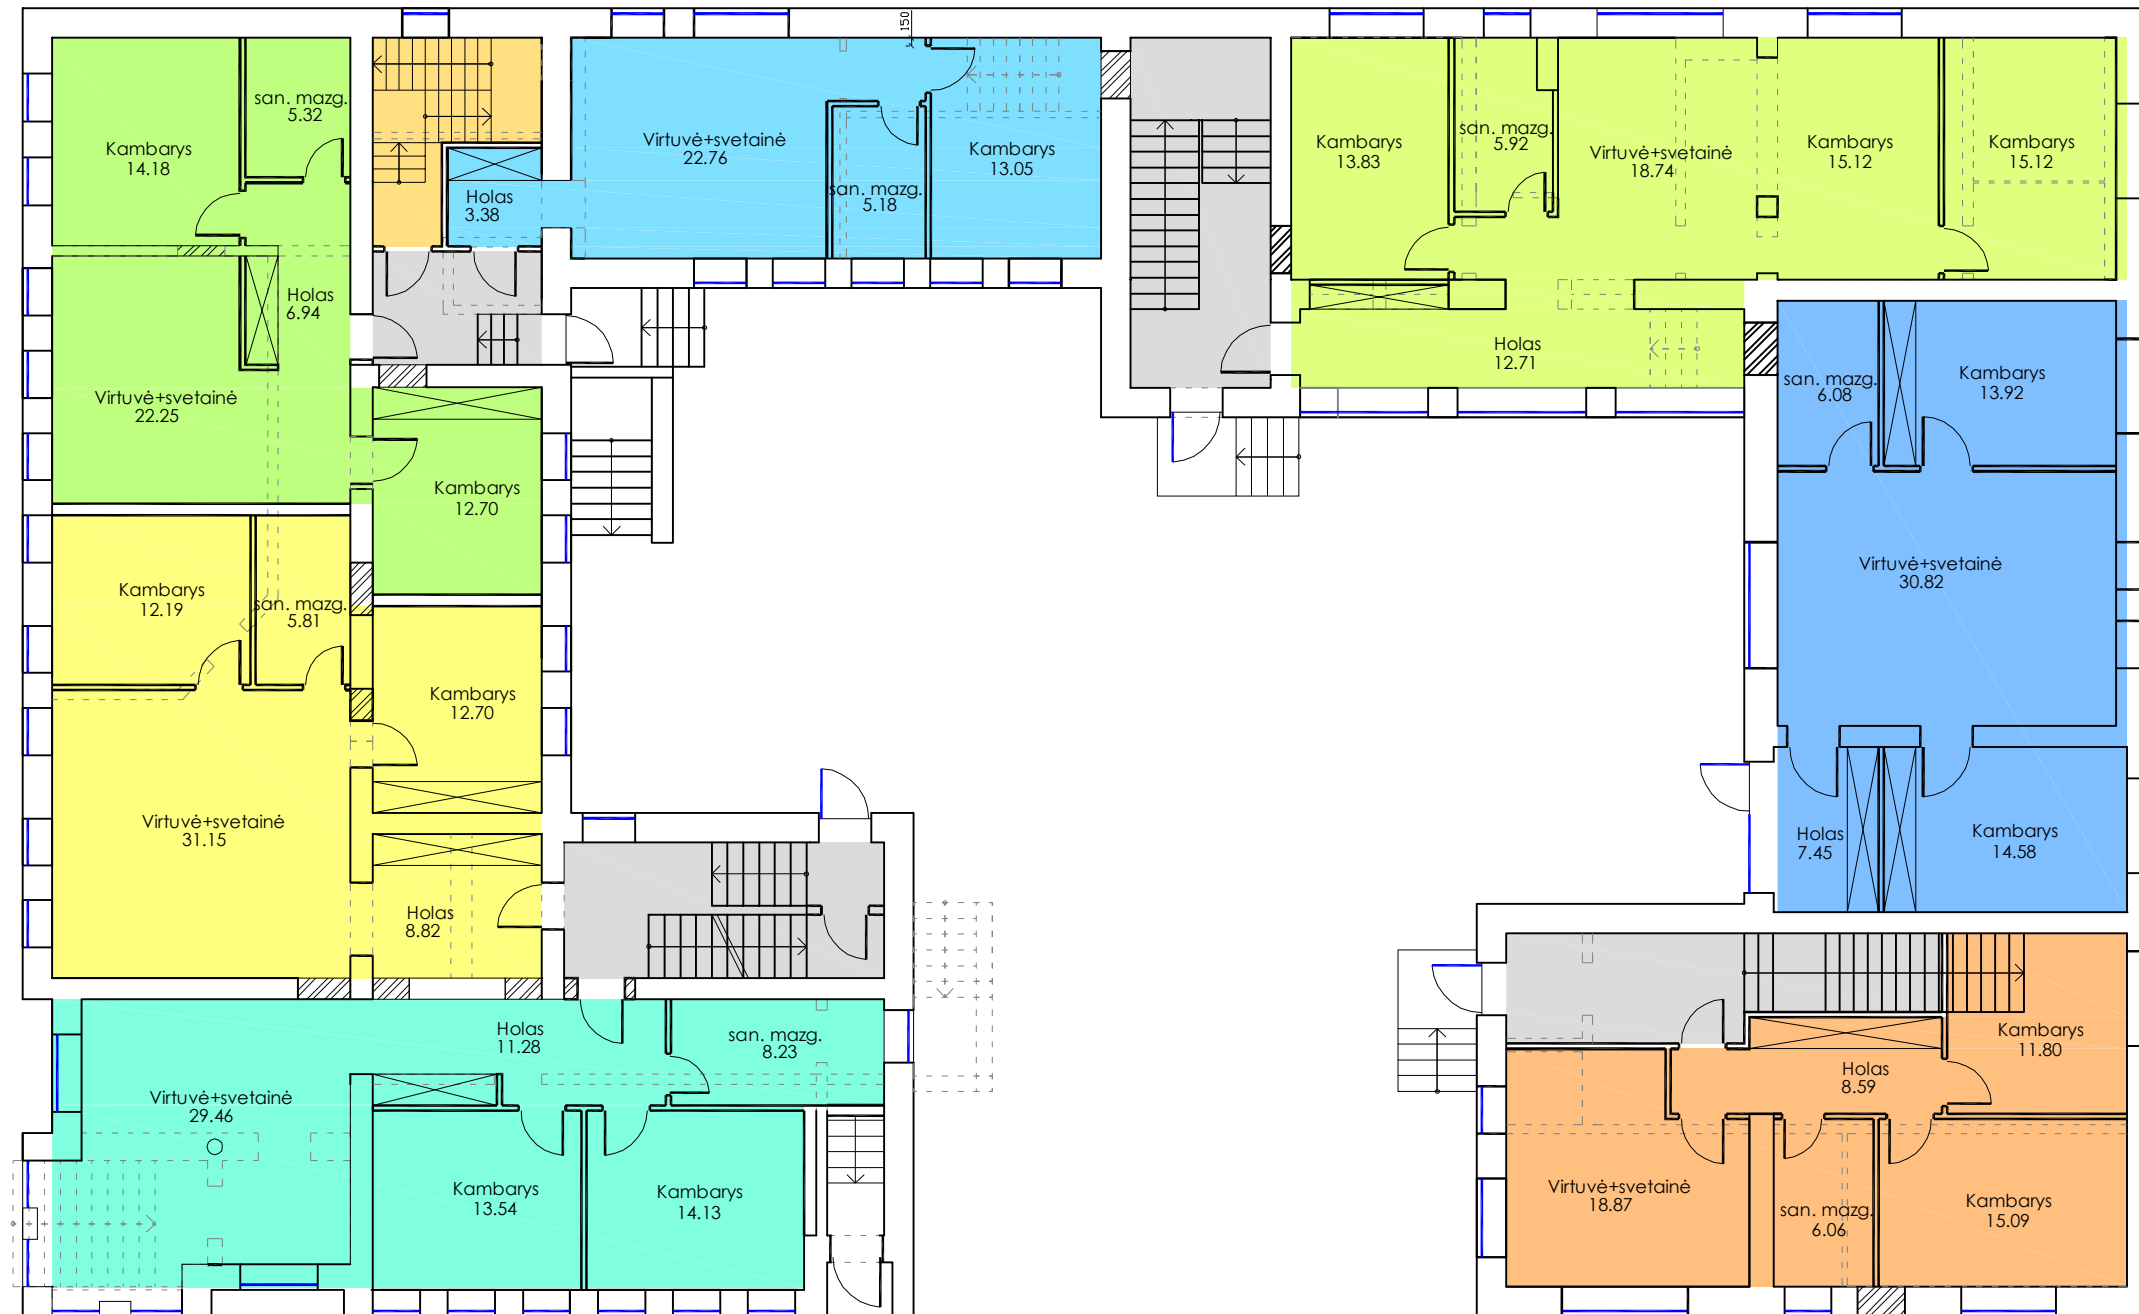 150
san. mazg.
5.32
Kambarys
14.18
Holas
6.94
Virtuvė+svetainė
22.25
Kambarys
12.70
Virtuvė+svetainė
22.76
Holas
3.38
san. mazg.
5.18
Kambarys
13.05
Kambarys
13.83
san. mazg.
5.92
Virtuvė+svetainė
18.74
Kambarys
15.12
Kambarys
15.12
Holas
12.71
san. mazg.
6.08
Kambarys
13.92
Virtuvė+svetainė
30.82
Holas
7.45
Kambarys
14.58
Kambarys
12.19
san. mazg.
5.81
Kambarys
12.70
Virtuvė+svetainė
31.15
Holas
8.82
Holas
11.28
san. mazg.
8.23
Virtuvė+svetainė
29.46
Kambarys
13.54
Kambarys
14.13
Kambarys
11.80
Holas
8.59
Virtuvė+svetainė
18.87
san. mazg.
6.06
Kambarys
15.09